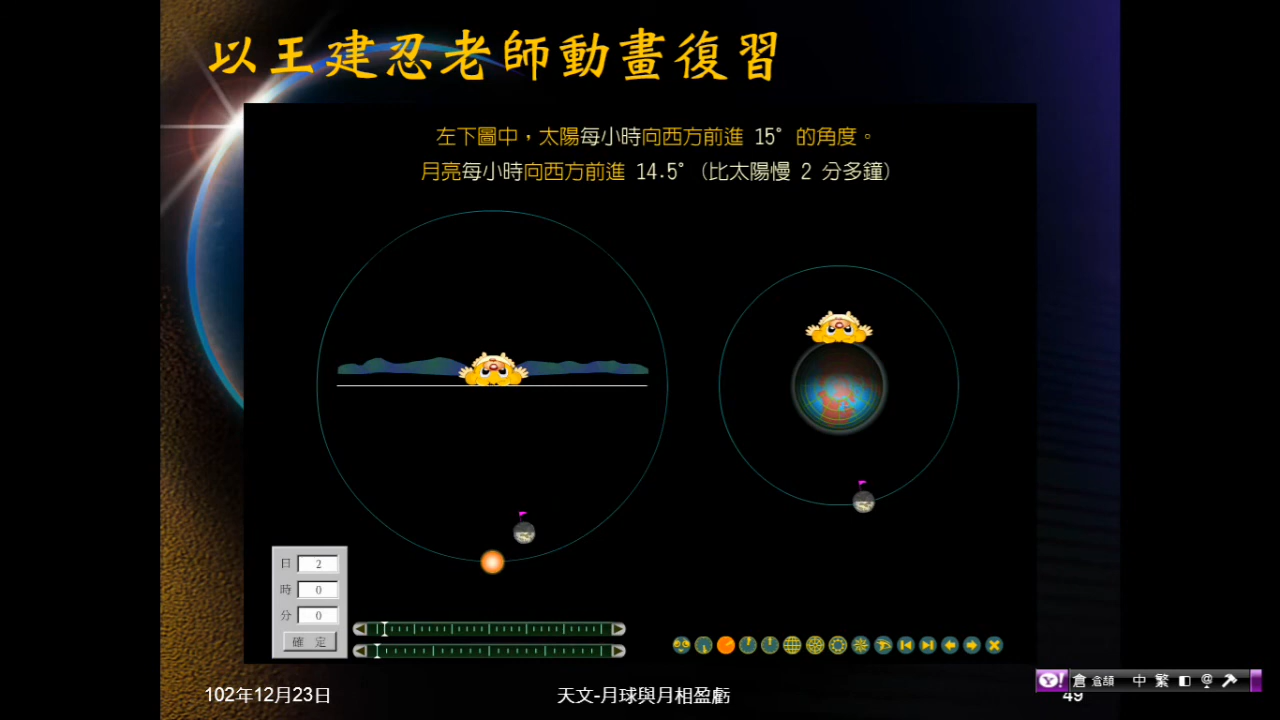 以王建忍老師動畫復習
左下圖中，太陽每小時向西方前進 15° 的角度。
月亮每小時向西方前進 14.5° (比太陽慢 2 分多鐘)
日 2
時 0
分 0
確 定
102年12月23日
天文-月球與月相盈虧
49
Y! 倉 倉頡 中 繁